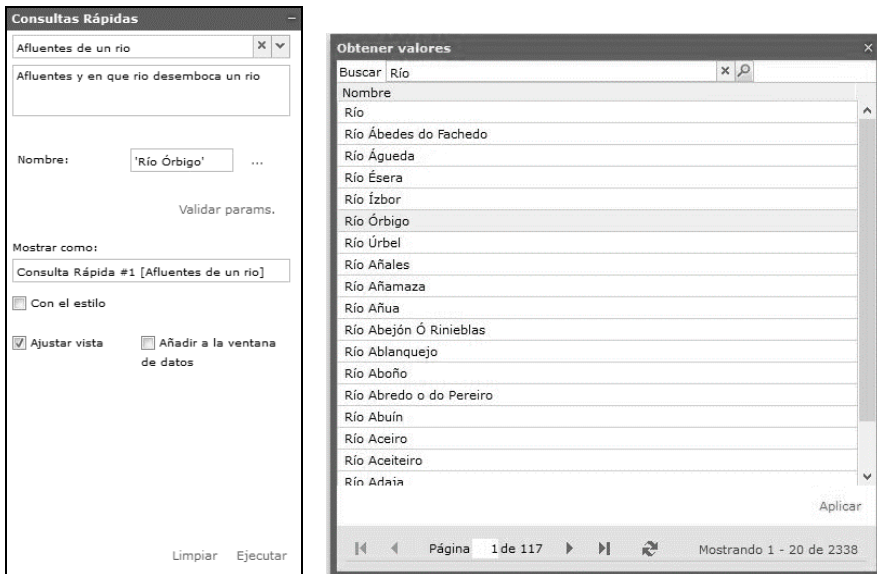 Consultas Rápidas
Afluentes de un rio
Afluentes y en que rio desemboca un rio
Nombre: 'Río Órbigo' ...
Validar params.
Mostrar como:
Consulta Rápida #1 [Afluentes de un rio]
Con el estilo
Ajustar vista
Añadir a la ventana
de datos
Limpiar Ejecutar
Obtener valores
Buscar Río
Nombre
Río
Río Ábedes do Fachedo
Río Águeda
Río Ésera
Río Ízbor
Río Órbigo
Río Úrbel
Río Añales
Río Añamaza
Río Añua
Río Abejón Ó Rinieblas
Río Ablanquejo
Río Aboño
Río Abredo o do Pereiro
Río Abuín
Río Aceiro
Río Aceiteiro
Río Adaja
Aplicar
Página 1 de 117
Mostrando 1 - 20 de 2338